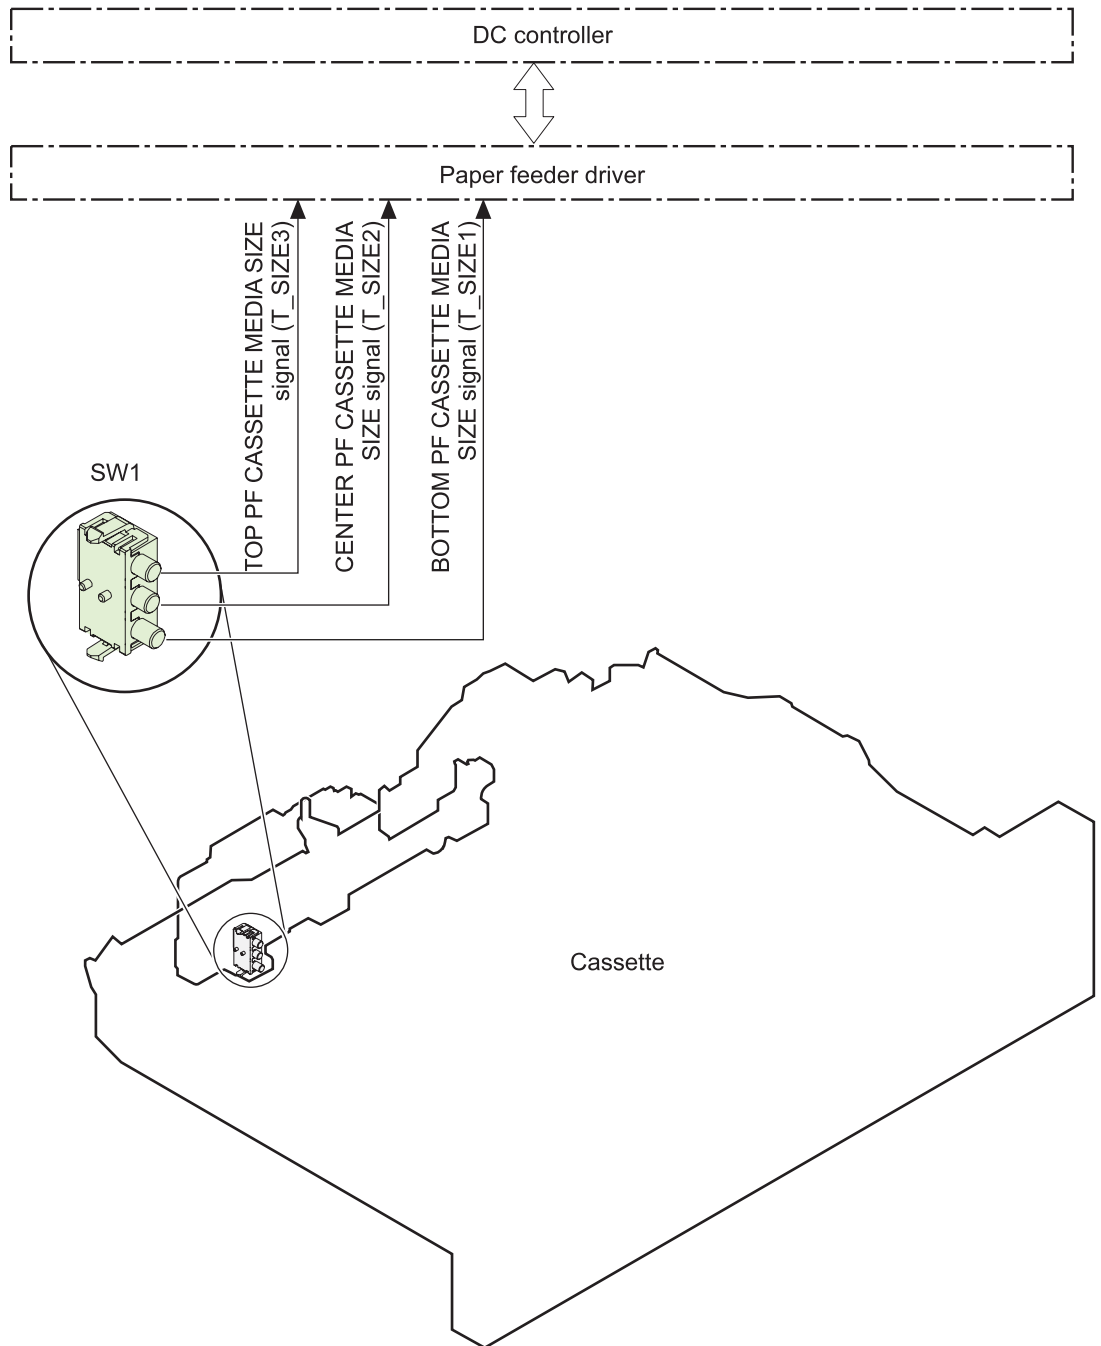 DC controller
Paper feeder driver
TOP PF CASSETTE MEDIA SIZE
signal (T_SIZE3)
CENTER PF CASSETTE MEDIA
SIZE signal (T_SIZE2)
BOTTOM PF CASSETTE MEDIA
SIZE signal (T_SIZE1)
SW1
Cassette